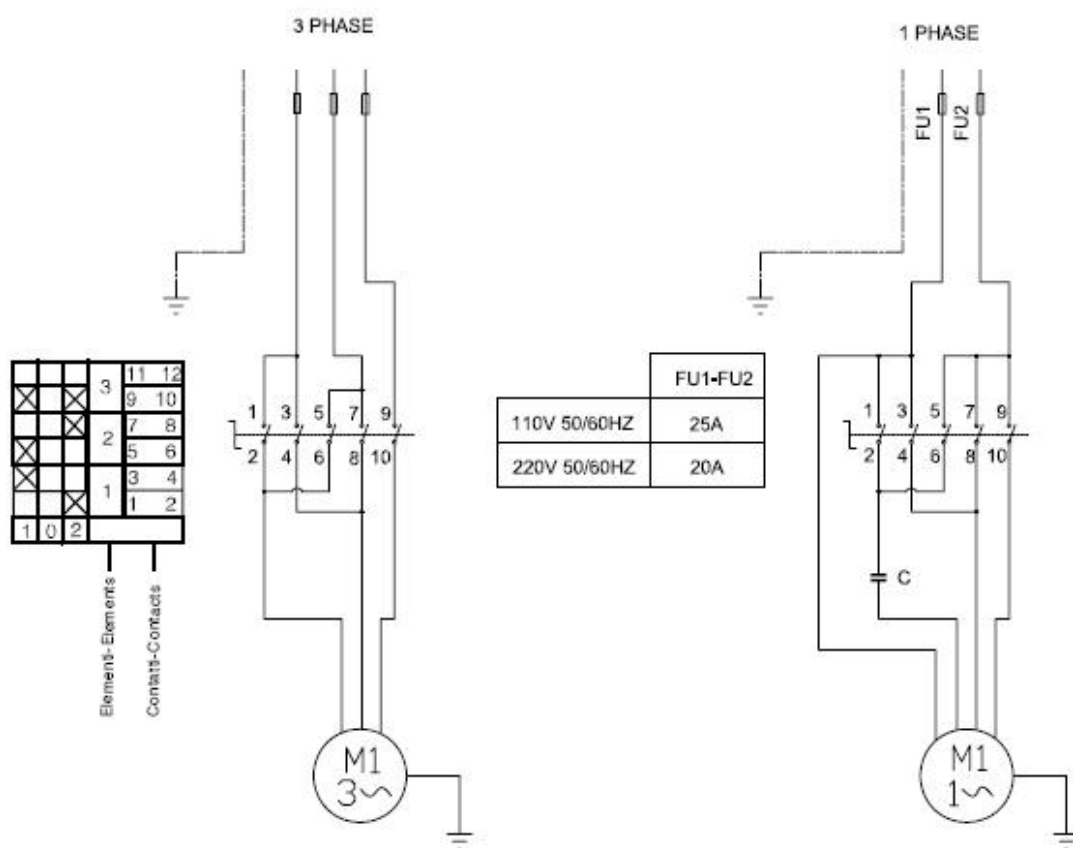 3 PHASE
1 PHASE
FU1
FU2
FU1-FU2
110V 50/60HZ 25A
220V 50/60HZ 20A
3 11 12
9 10
2 7 8
5 6
1 3 4
1 2
1 0 2
Elementi-Elements
Contatti-Contacts
1 3 5 7 9
2 4 6 8 10
M1
3~
1 3 5 7 9
2 4 6 8 10
C
M1
1~